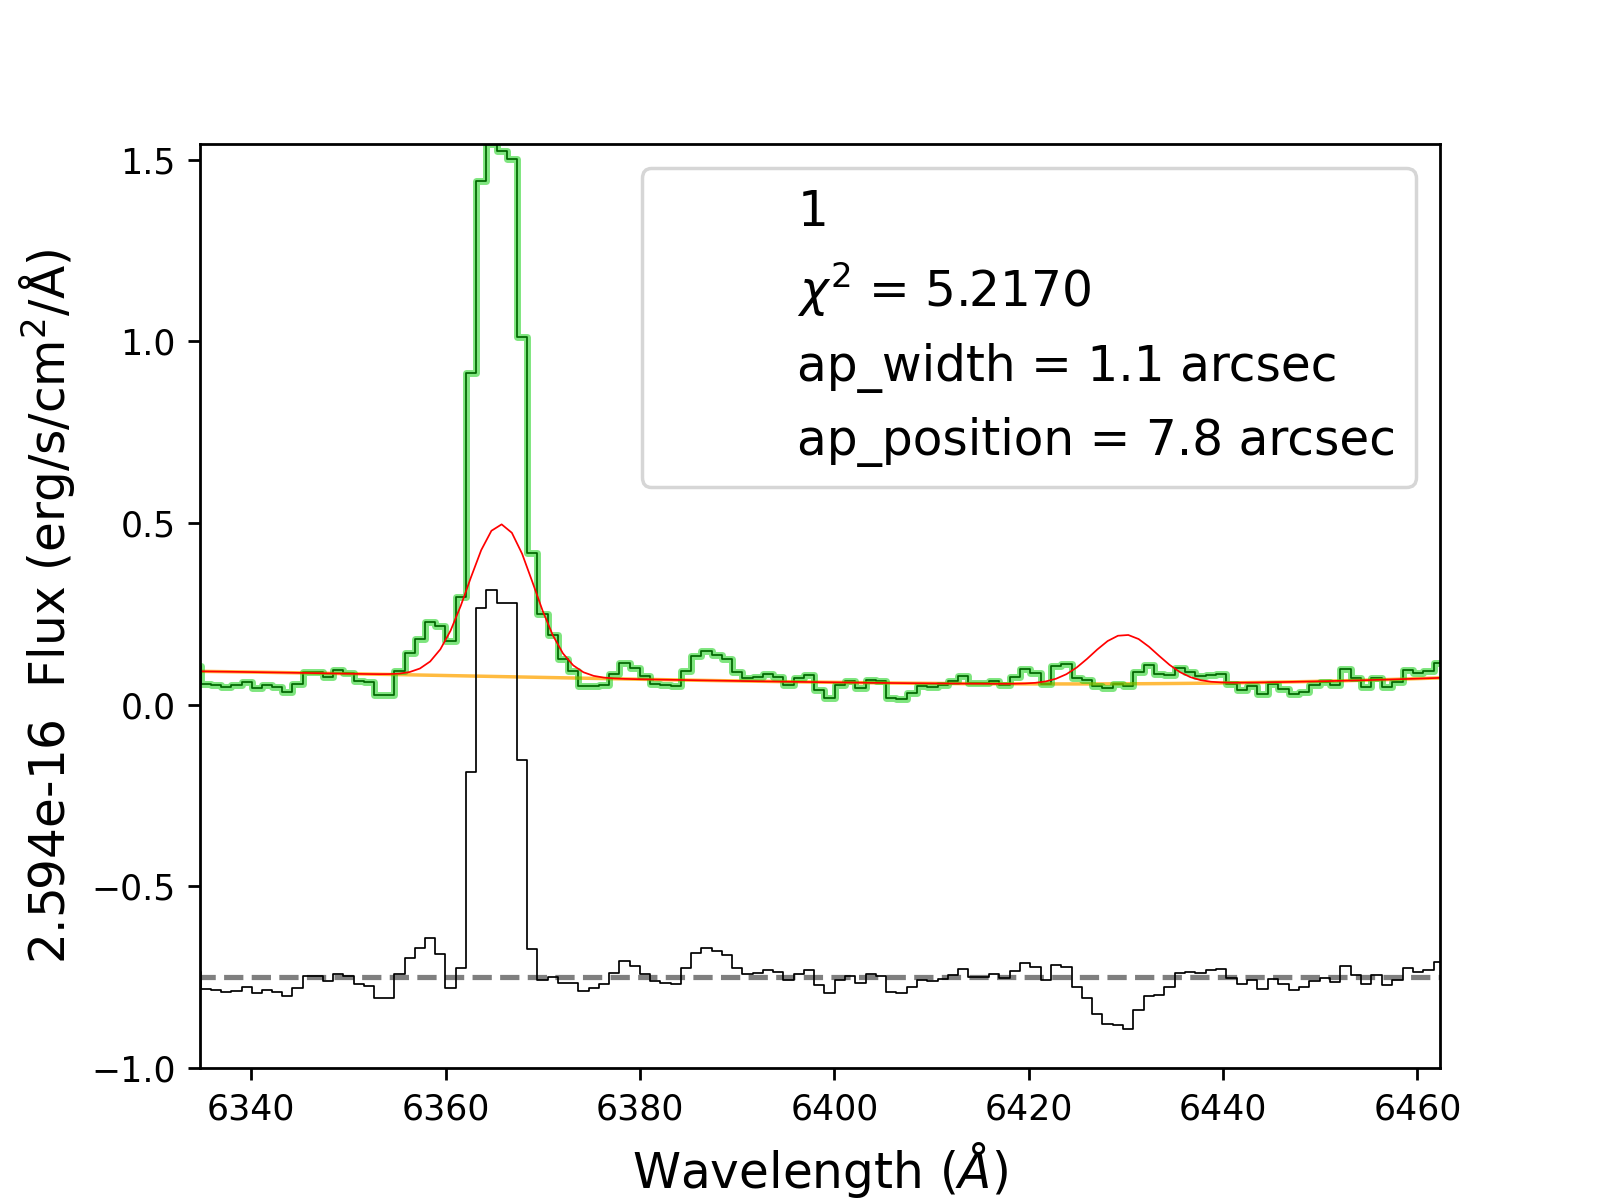 1
χ² = 5.2170
ap_width = 1.1 arcsec
ap_position = 7.8 arcsec
1.5
1.0
0.5
0.0
−0.5
−1.0
2.594e-16 Flux (erg/s/cm²/Å)
6340 6360 6380 6400 6420 6440 6460
Wavelength (Å)